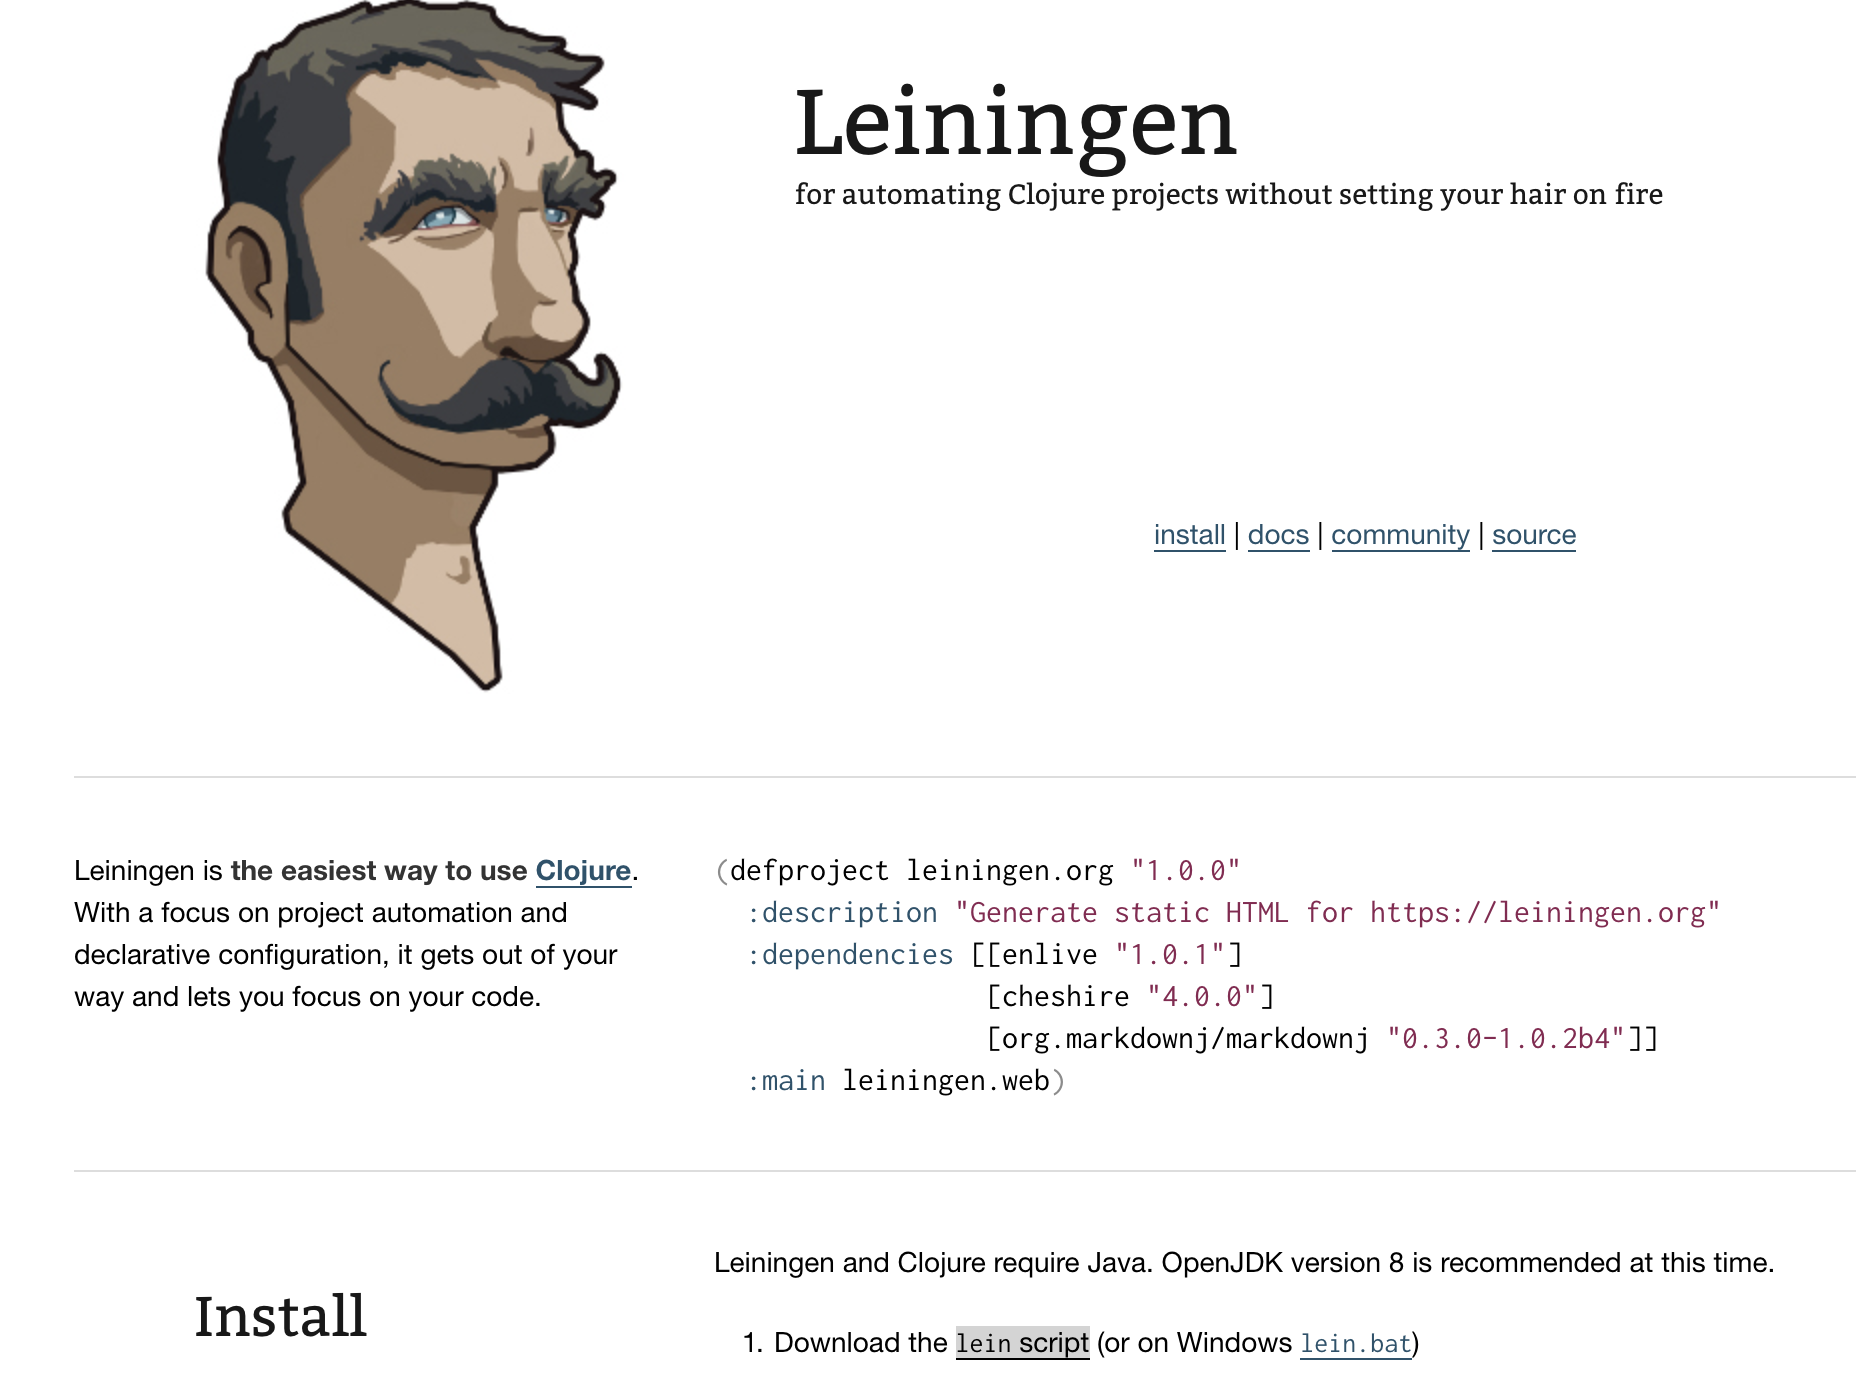 Leiningen
for automating Clojure projects without setting your hair on fire
install | docs | community | source
Leiningen is the easiest way to use Clojure.
With a focus on project automation and
declarative configuration, it gets out of your
way and lets you focus on your code.
(defproject leiningen.org "1.0.0"
  :description "Generate static HTML for https://leiningen.org"
  :dependencies [[enlive "1.0.1"]
                 [cheshire "4.0.0"]
                 [org.markdownj/markdownj "0.3.0-1.0.2b4"]]
  :main leiningen.web)
Install
Leiningen and Clojure require Java. OpenJDK version 8 is recommended at this time.
1. Download the lein script (or on Windows lein.bat)